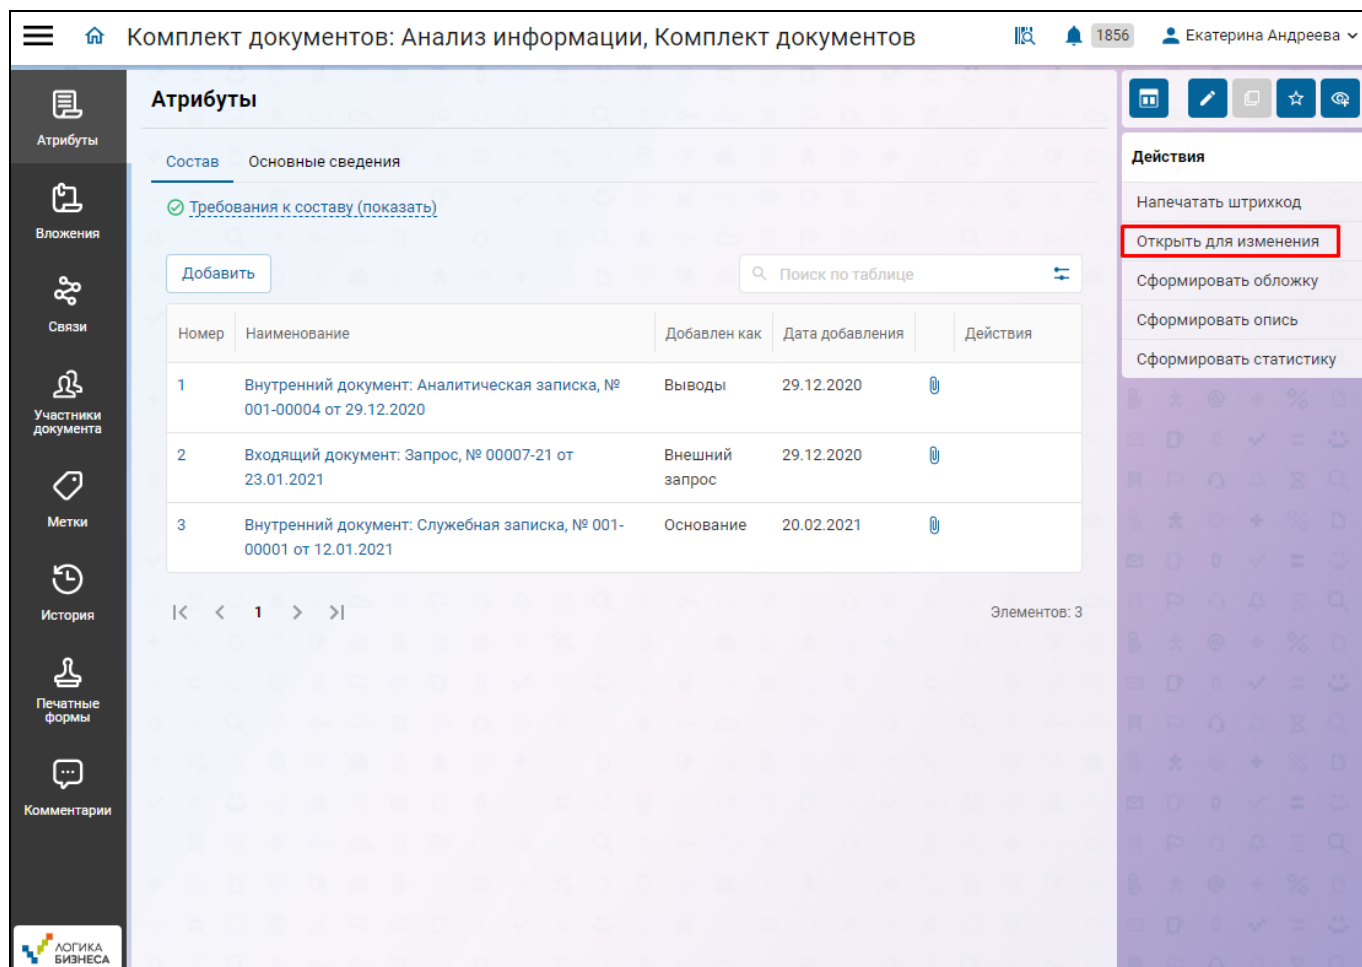 Комплект документов: Анализ информации, Комплект документов
1856
Екатерина Андреева
Атрибуты
Вложения
Связи
Участники
документа
Метки
История
Печатные
формы
Комментарии
ЛОГИКА
БИЗНЕСА
Атрибуты
Состав Основные сведения
Требования к составу (показать)
Добавить
Поиск по таблице
Номер Наименование Добавлен как Дата добавления Действия
1 Внутренний документ: Аналитическая записка, № Выводы 29.12.2020
001-00004 от 29.12.2020
2 Входящий документ: Запрос, № 00007-21 от Внешний 29.12.2020
23.01.2021 запрос
3 Внутренний документ: Служебная записка, № 001- Основание 20.02.2021
00001 от 12.01.2021
1
Элементов: 3
Действия
Напечатать штрихкод
Открыть для изменения
Сформировать обложку
Сформировать опись
Сформировать статистику